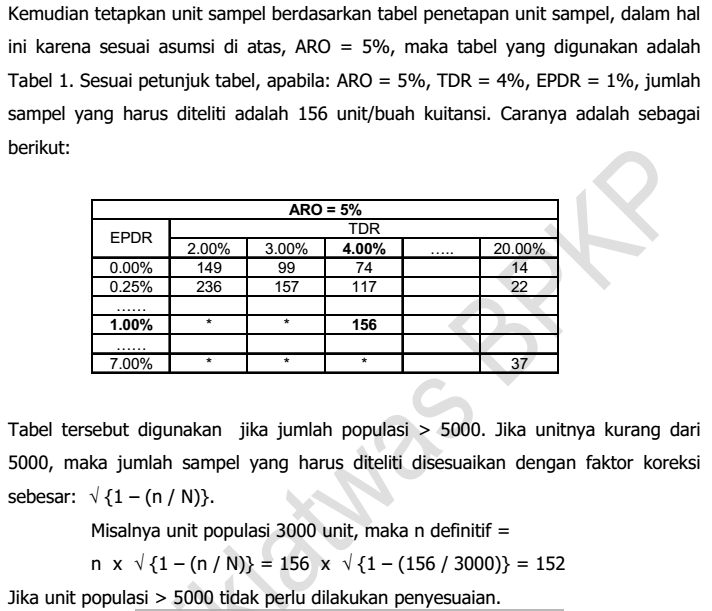 Kemudian tetapkan unit sampel berdasarkan tabel penetapan unit sampel, dalam hal
ini karena sesuai asumsi di atas, ARO = 5%, maka tabel yang digunakan adalah
Tabel 1. Sesuai petunjuk tabel, apabila: ARO = 5%, TDR = 4%, EPDR = 1%, jumlah
sampel yang harus diteliti adalah 156 unit/buah kuitansi. Caranya adalah sebagai
berikut:
ARO = 5%
EPDR TDR
2.00% 3.00% 4.00% ….. 20.00%
0.00% 149 99 74 14
0.25% 236 157 117 22
……
1.00% * * 156
……
7.00% * * * 37
Tabel tersebut digunakan jika jumlah populasi > 5000. Jika unitnya kurang dari
5000, maka jumlah sampel yang harus diteliti disesuaikan dengan faktor koreksi
sebesar: √ {1 – (n / N)}.
Misalnya unit populasi 3000 unit, maka n definitif =
n x √ {1 – (n / N)} = 156 x √ {1 – (156 / 3000)} = 152
Jika unit populasi > 5000 tidak perlu dilakukan penyesuaian.
iklatwas BPKP